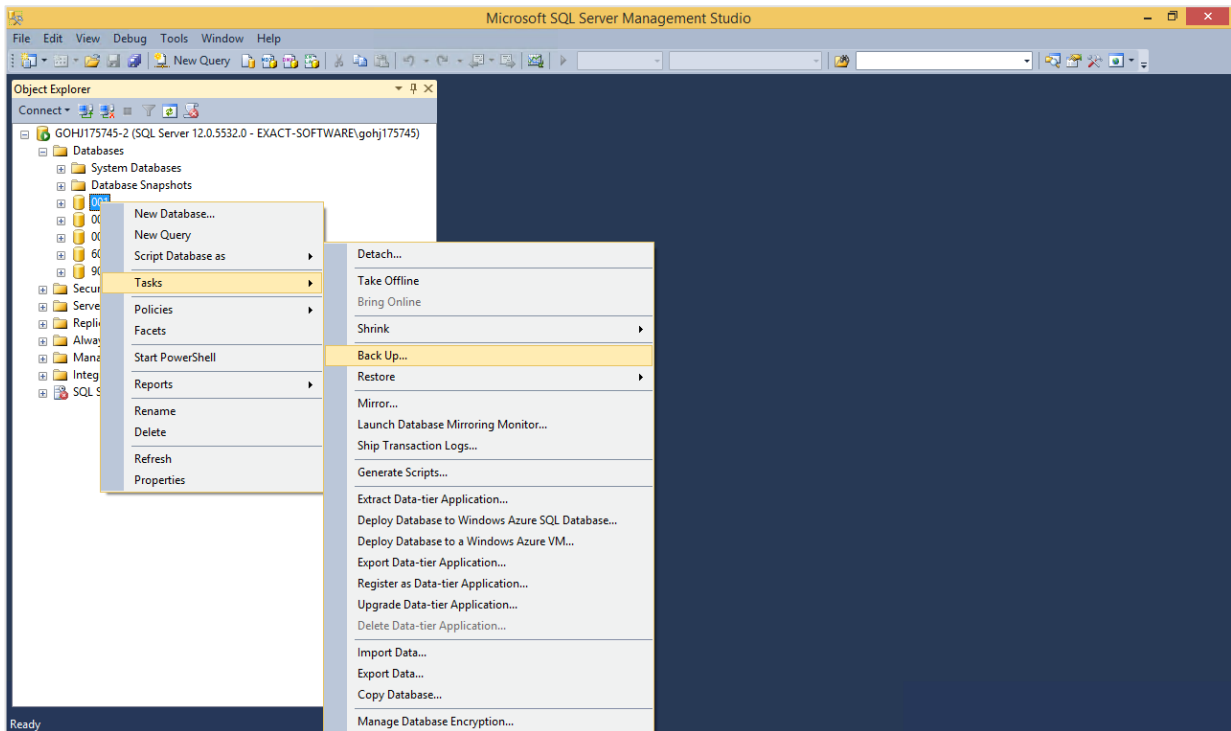 Microsoft SQL Server Management Studio
File Edit View Debug Tools Window Help
New Query
Object Explorer
Connect
GOHJ175745-2 (SQL Server 12.0.5532.0 - EXACT-SOFTWARE\gohj175745)
Databases
System Databases
Database Snapshots
001
New Database...
New Query
Script Database as
Tasks
Policies
Facets
Start PowerShell
Reports
Rename
Delete
Refresh
Properties
Detach...
Take Offline
Bring Online
Shrink
Back Up...
Restore
Mirror...
Launch Database Mirroring Monitor...
Ship Transaction Logs...
Generate Scripts...
Extract Data-tier Application...
Deploy Database to Windows Azure SQL Database...
Deploy Database to a Windows Azure VM...
Export Data-tier Application...
Register as Data-tier Application...
Upgrade Data-tier Application...
Delete Data-tier Application...
Import Data...
Export Data...
Copy Database...
Manage Database Encryption...
Ready